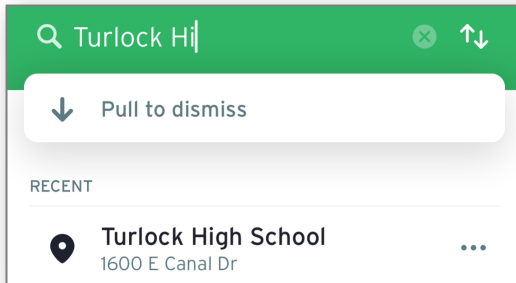 Turlock Hi
Pull to dismiss
RECENT
Turlock High School
1600 E Canal Dr